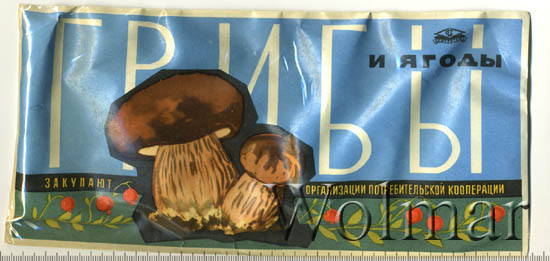 ГРИБЫ
И ЯГОДЫ
ЗАКУПАЮТ
ОРГАНИЗАЦИИ ПОТРЕБИТЕЛЬСКОЙ КООПЕРАЦИИ
Wolmar